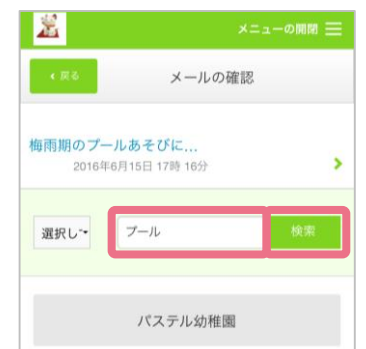 メニューの開閉
戻る
メールの確認
梅雨期のプールあそびに...
2016年6月15日 17時 16分
選択し
プール
検索
パステル幼稚園